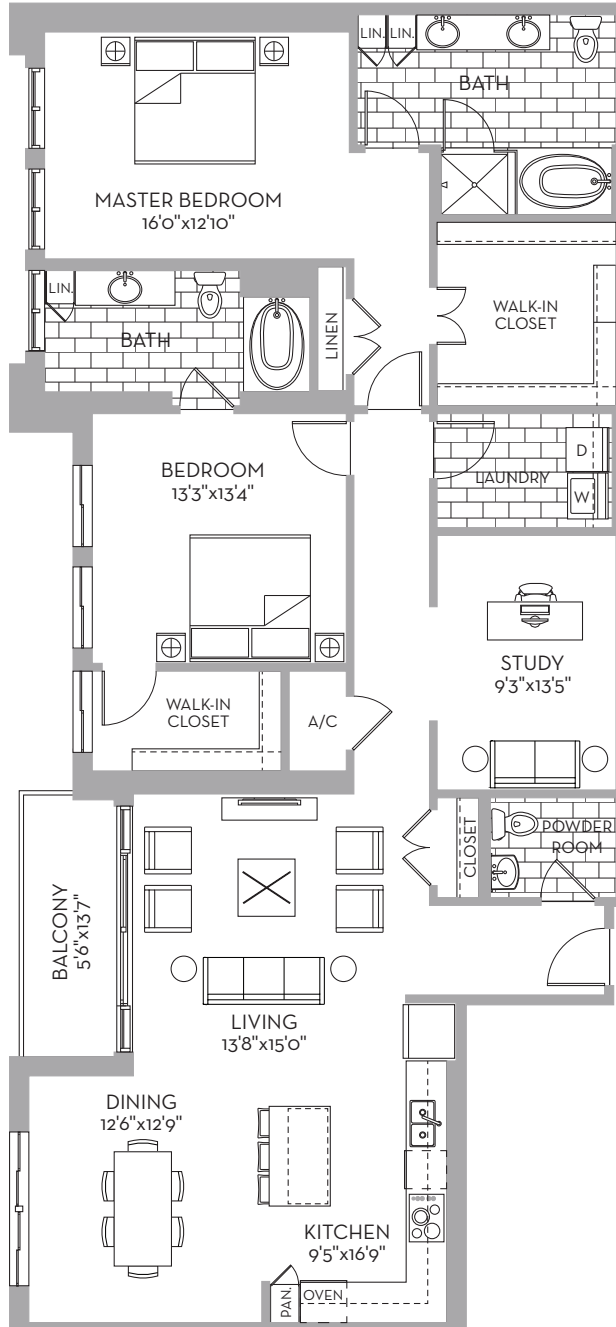 LIN.
LIN.
BATH
MASTER BEDROOM
16'0"x12'10"
LIN.
BATH
LINEN
WALK-IN
CLOSET
BEDROOM
13'3"x13'4"
D
LAUNDRY
W
STUDY
9'3"x13'5"
WALK-IN
CLOSET
A/C
CLOSET
POWDER
ROOM
BALCONY
5'6"x13'7"
LIVING
13'8"x15'0"
DINING
12'6"x12'9"
KITCHEN
9'5"x16'9"
PAN.
OVEN